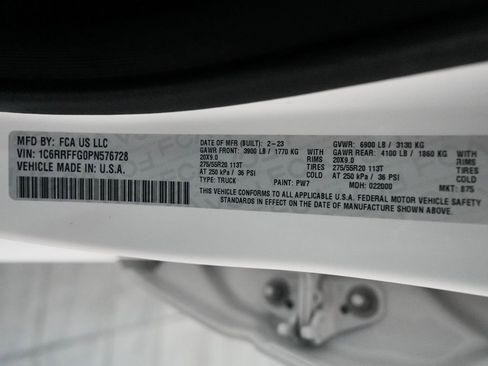 MFD BY: FCA US LLC
VIN: 1C6RRFFG0PN576728
VEHICLE MADE IN: U.S.A.
DATE OF MFR (BUILT): 2-23 GVWR: 6900 LB / 3130 KG
GAWR FRONT: 3900 LB / 1770 KG GAWR REAR: 4100 LB / 1860 KG
20X9.0 RIMS 20X9.0 RIMS
275/55R20 113T TIRES 275/55R20 113T TIRES
AT 250 kPa / 36 PSI COLD AT 250 kPa / 36 PSI COLD
TYPE: TRUCK PAINT: PW7 MDH: 022000 MKT: 875
THIS VEHICLE CONFORMS TO ALL APPLICABLE U.S.A. FEDERAL MOTOR VEHICLE SAFETY
STANDARDS IN EFFECT ON THE DATE OF MANUFACTURE SHOWN ABOVE.